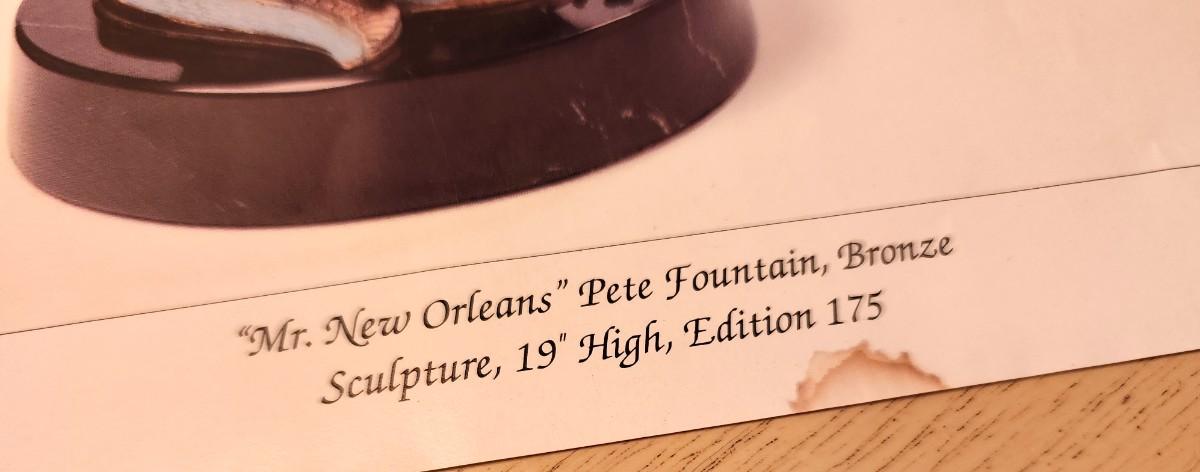 “Mr. New Orleans” Pete Fountain, Bronze
Sculpture, 19" High, Edition 175